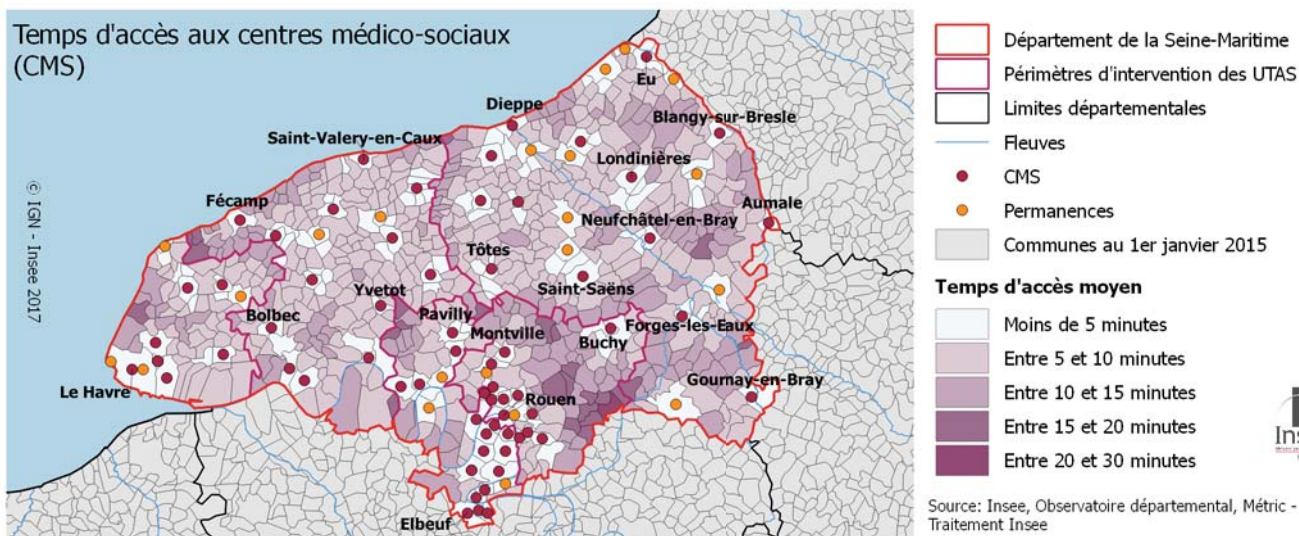 Temps d'accès aux centres médico-sociaux
(CMS)
Eu
Dieppe
Blangy-sur-Bresle
Saint-Valery-en-Caux
Londinières
Fécamp
Aumale
Neufchâtel-en-Bray
Tôtes
Saint-Saëns
Yvetot
Pavilly
Bolbec
Montville
Forges-les-Eaux
Buchy
Gournay-en-Bray
Le Havre
Rouen
Elbeuf
© IGN - Insee 2017
Département de la Seine-Maritime
Périmètres d'intervention des UTAS
Limites départementales
Fleuves
CMS
Permanences
Communes au 1er janvier 2015
Temps d'accès moyen
Moins de 5 minutes
Entre 5 et 10 minutes
Entre 10 et 15 minutes
Entre 15 et 20 minutes
Entre 20 et 30 minutes
Source: Insee, Observatoire départemental, Métric -
Traitement Insee